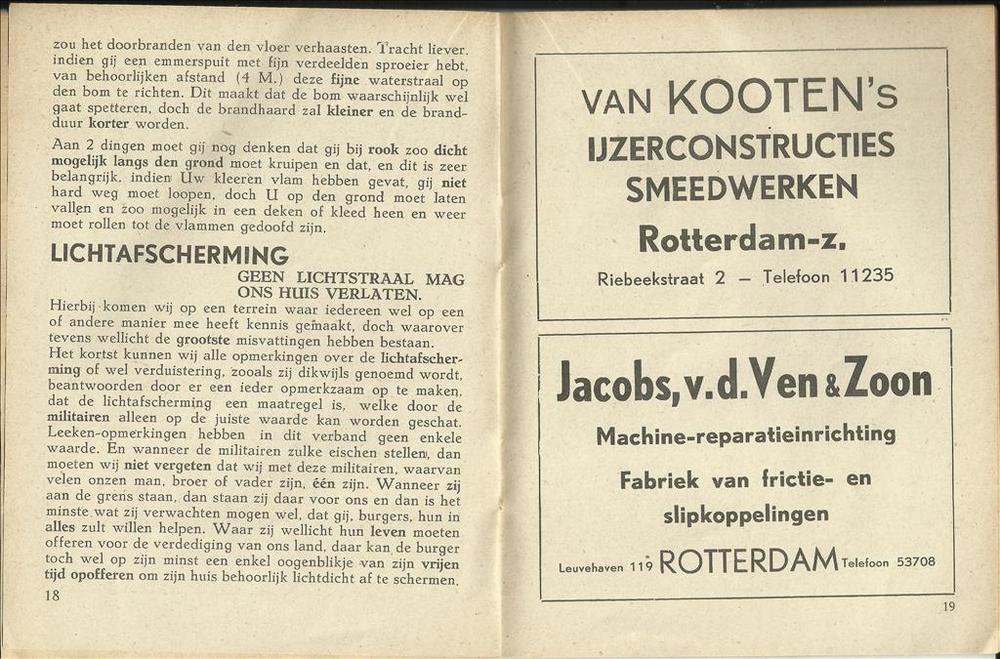 zou het doorbranden van den vloer verhaasten. Tracht liever,
indien gij een emmerspuit met fijn verdeelden sproeier hebt,
van behoorlijken afstand (4 M.) deze fijne waterstraal op
den bom te richten. Dit maakt dat de bom waarschijnlijk wel
gaat spetteren, doch de brandhaard zal kleiner en de brand-
duur korter worden.
Aan 2 dingen moet gij nog denken dat gij bij rook zoo dicht
mogelijk langs den grond moet kruipen en dat, en dit is zeer
belangrijk, indien Uw kleeren vlam hebben gevat, gij niet
hard weg moet loopen, doch U op den grond moet laten
vallen en zoo mogelijk in een deken of kleed heen en weer
moet rollen tot de vlammen gedoofd zijn.
LICHTAFSCHERMING
GEEN LICHTSTRAAL MAG
ONS HUIS VERLATEN.
Hierbij komen wij op een terrein waar iedereen wel op een
of andere manier mee heeft kennis gemaakt, doch waarover
tevens wellicht de grootste misvattingen hebben bestaan.
Het kortst kunnen wij alle opmerkingen over de lichtafscher-
ming of wel verduistering, zooals zij dikwijls genoemd wordt,
beantwoorden door er een ieder opmerkzaam op te maken,
dat de lichtafscherming een maatregel is, welke door de
militairen alleen op de juiste waarde kan worden geschat.
Leeken-opmerkingen hebben in dit verband geen enkele
waarde. En wanneer de militairen zulke eischen stellen, dan
moeten wij niet vergeten dat wij met deze militairen, waarvan
velen onzen man, broer of vader zijn, één zijn. Wanneer zij
aan de grens staan, dan staan zij daar voor ons en dan is het
minste wat zij verwachten mogen wel, dat gij, burgers, hun in
alles zult willen helpen. Waar zij wellicht hun leven moeten
offeren voor de verdediging van ons land, daar kan de burger
toch wel op zijn minst een enkel oogenblikje van zijn vrijen
tijd opofferen om zijn huis behoorlijk lichtdicht af te schermen.
18
VAN KOOTEN's
IJZERCONSTRUCTIES
SMEEDWERKEN
Rotterdam-z.
Riebeekstraat 2 — Telefoon 11235
Jacobs, v.d. Ven & Zoon
Machine-reparatieinrichting
Fabriek van frictie- en
slipkoppelingen
Leuvehaven 119 ROTTERDAM Telefoon 53708
19